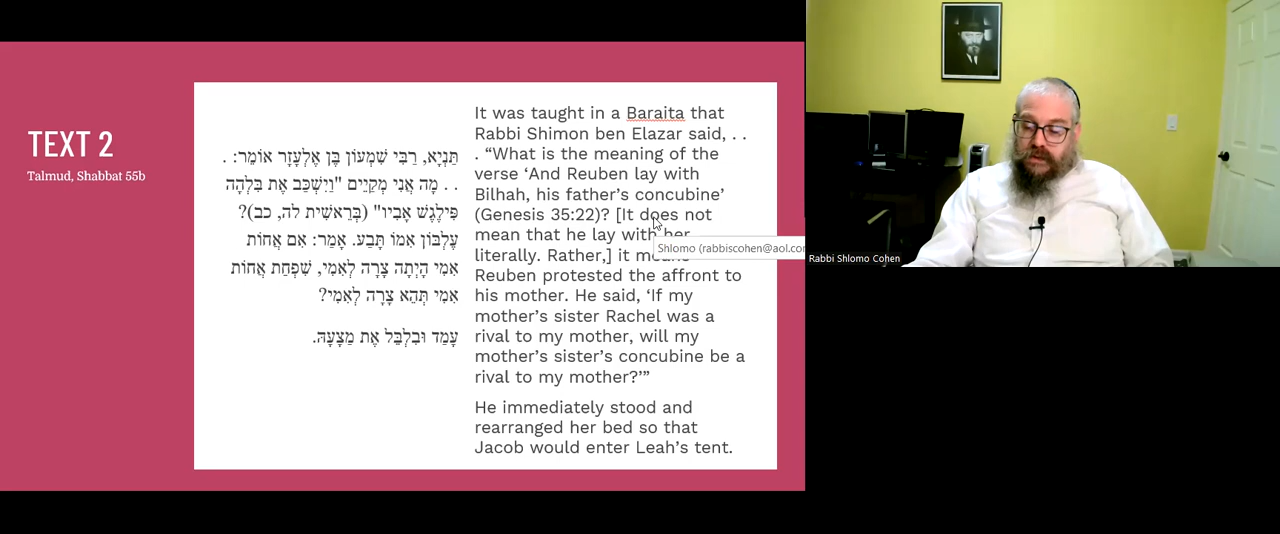 TEXT 2
Talmud, Shabbat 55b
תַּנְיָא, רַבִּי שִׁמְעוֹן בֶּן אֶלְעָזָר אוֹמֵר: .
. . מָה אֲנִי מְקַיֵּים "וַיִּשְׁכַּב אֶת בִּלְהָה
פִּילֶגֶשׁ אָבִיו" (בְּרֵאשִׁית לה, כב)?
עֶלְבּוֹן אִמּוֹ תָּבַע. אָמַר: אִם אֲחוֹת
אִמִּי הָיְתָה צָרָה לְאִמִּי, שִׁפְחַת אֲחוֹת
אִמִּי תְּהֵא צָרָה לְאִמִּי?
עָמַד וּבִלְבֵּל אֶת מַצָּעָהּ.
It was taught in a Baraita that
Rabbi Shimon ben Elazar said, . .
. “What is the meaning of the
verse ‘And Reuben lay with
Bilhah, his father’s concubine’
(Genesis 35:22)? [It does not
mean that he lay with her
literally. Rather,] it means
Reuben protested the affront to
his mother. He said, ‘If my
mother’s sister Rachel was a
rival to my mother, will my
mother’s sister’s concubine be a
rival to my mother?’”
He immediately stood and
rearranged her bed so that
Jacob would enter Leah’s tent.
Shlomo (rabbiscohen@aol.co
Rabbi Shlomo Cohen